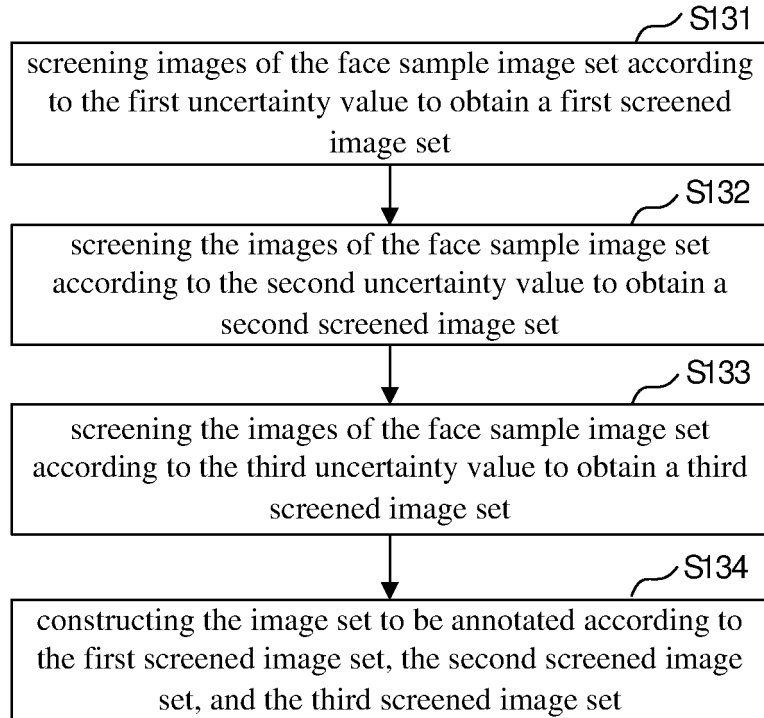 S131
screening images of the face sample image set according
to the first uncertainty value to obtain a first screened
image set
S132
screening the images of the face sample image set
according to the second uncertainty value to obtain a
second screened image set
S133
screening the images of the face sample image set
according to the third uncertainty value to obtain a third
screened image set
S134
constructing the image set to be annotated according to
the first screened image set, the second screened image
set, and the third screened image set